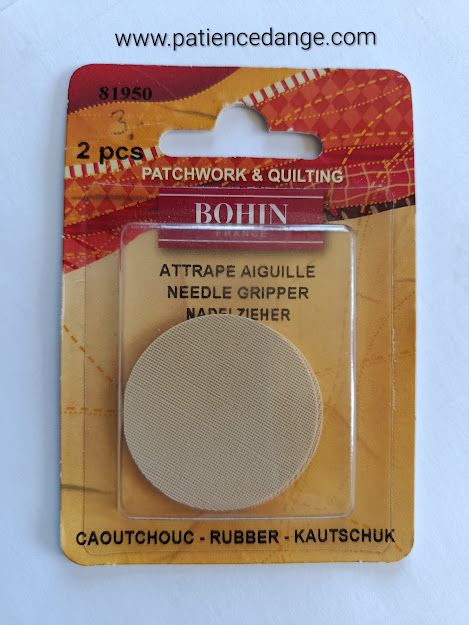 www.patiencedange.com
81950
3.-
2 pcs
PATCHWORK & QUILTING
BOHIN
FRANCE
ATTRAPE AIGUILLE
NEEDLE GRIPPER
NADELZIEHER
CAOUTCHOUC - RUBBER - KAUTSCHUK